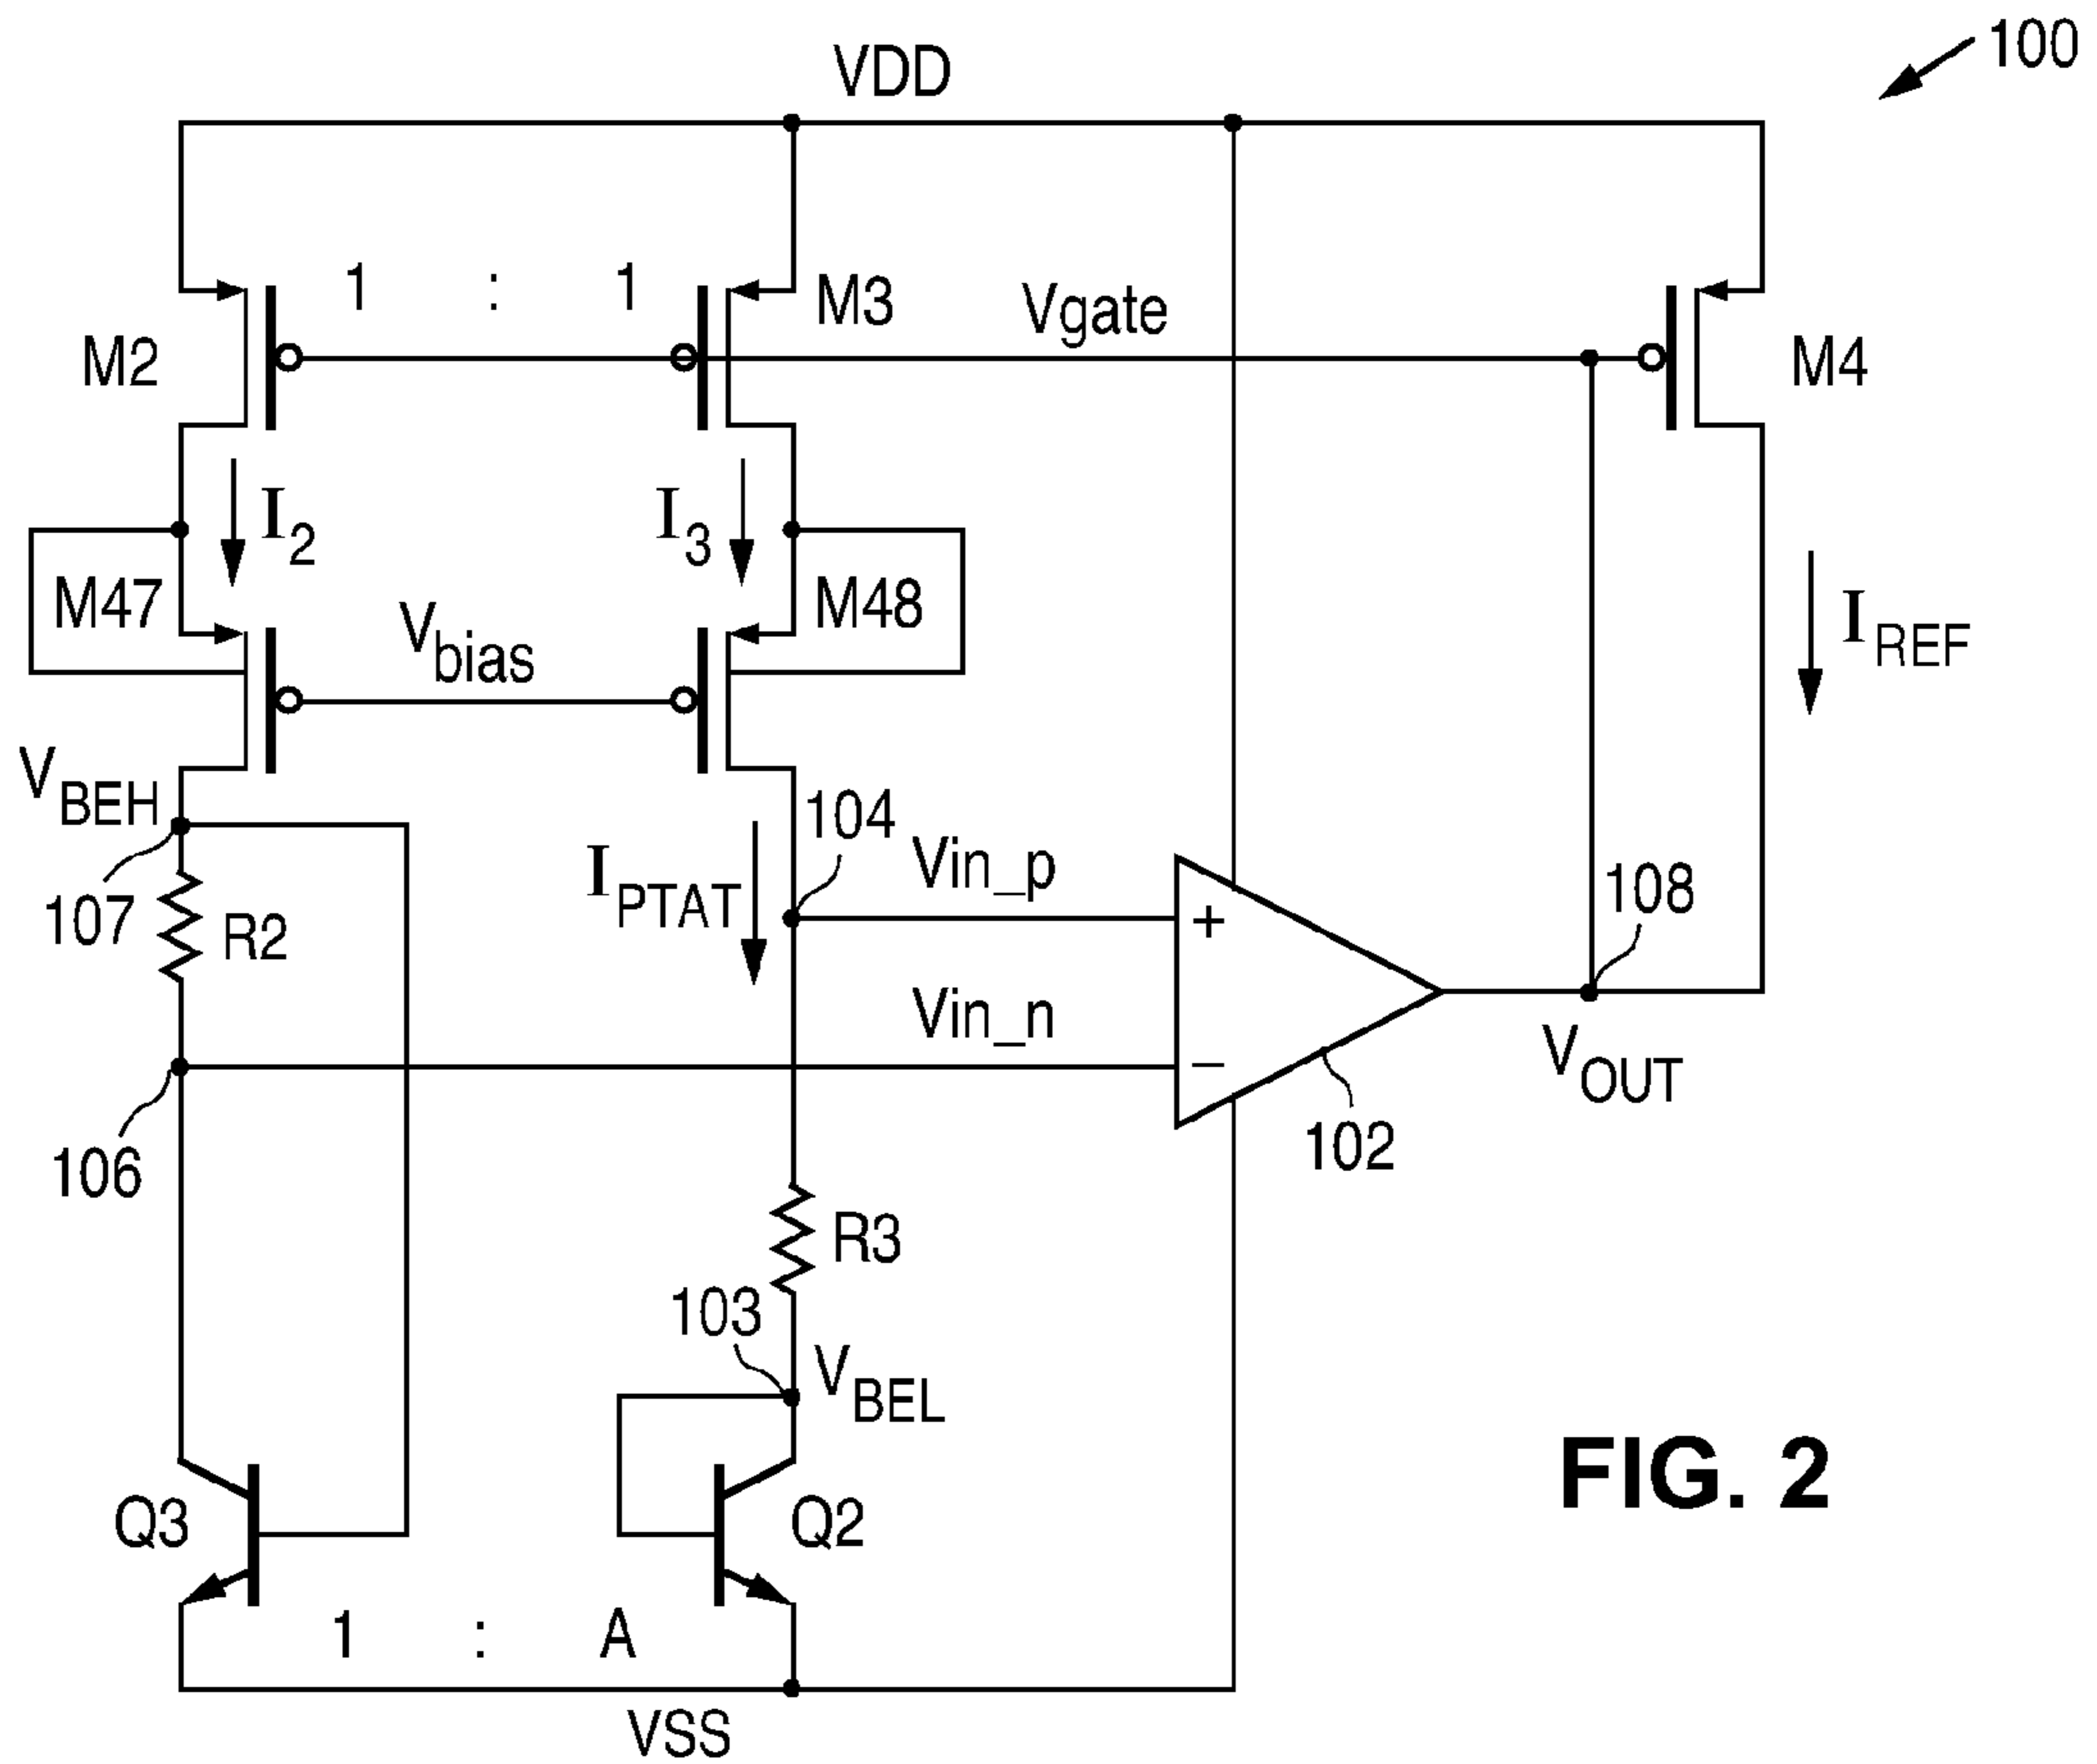 100
VDD
1 : 1
M3
Vgate
M2
M4
I2
I3
M47
M48
Vbias
IREF
VBEH
104
IPTAT
Vin_p
107
R2
108
+
Vin_n
−
VOUT
102
106
R3
103
VBEL
FIG. 2
Q3
Q2
1 : A
VSS